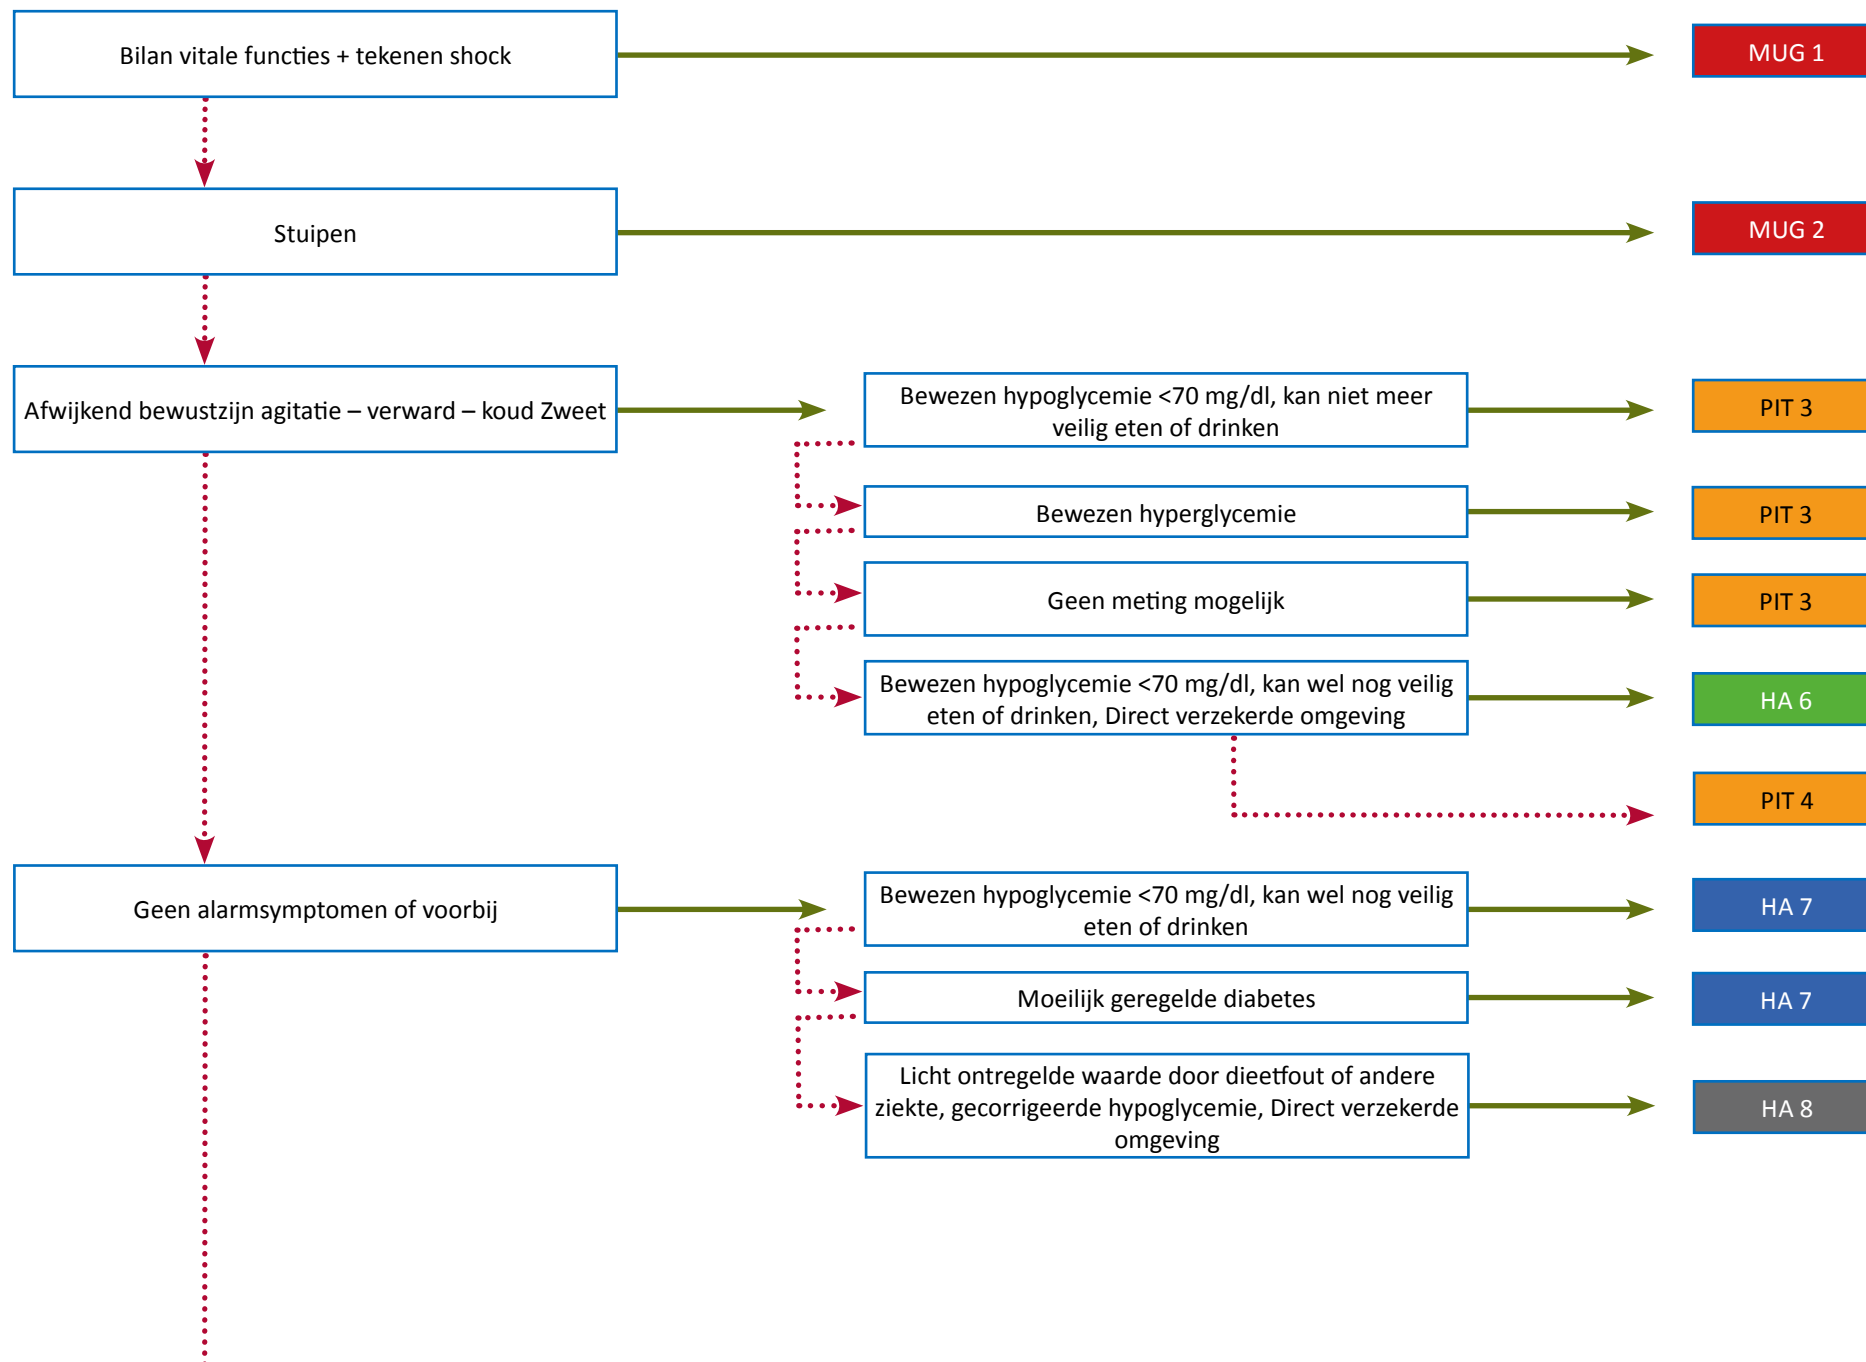 Bilan vitale functies + tekenen shock
MUG 1
Stuipen
MUG 2
Afwijkend bewustzijn agitatie – verward – koud Zweet
Bewezen hypoglycemie <70 mg/dl, kan niet meer
veilig eten of drinken
PIT 3
Bewezen hyperglycemie
PIT 3
Geen meting mogelijk
PIT 3
Bewezen hypoglycemie <70 mg/dl, kan wel nog veilig
eten of drinken, Direct verzekerde omgeving
HA 6
PIT 4
Geen alarmsymptomen of voorbij
Bewezen hypoglycemie <70 mg/dl, kan wel nog veilig
eten of drinken
HA 7
Moeilijk geregelde diabetes
HA 7
Licht ontregelde waarde door dieetfout of andere
ziekte, gecorrigeerde hypoglycemie, Direct verzekerde
omgeving
HA 8